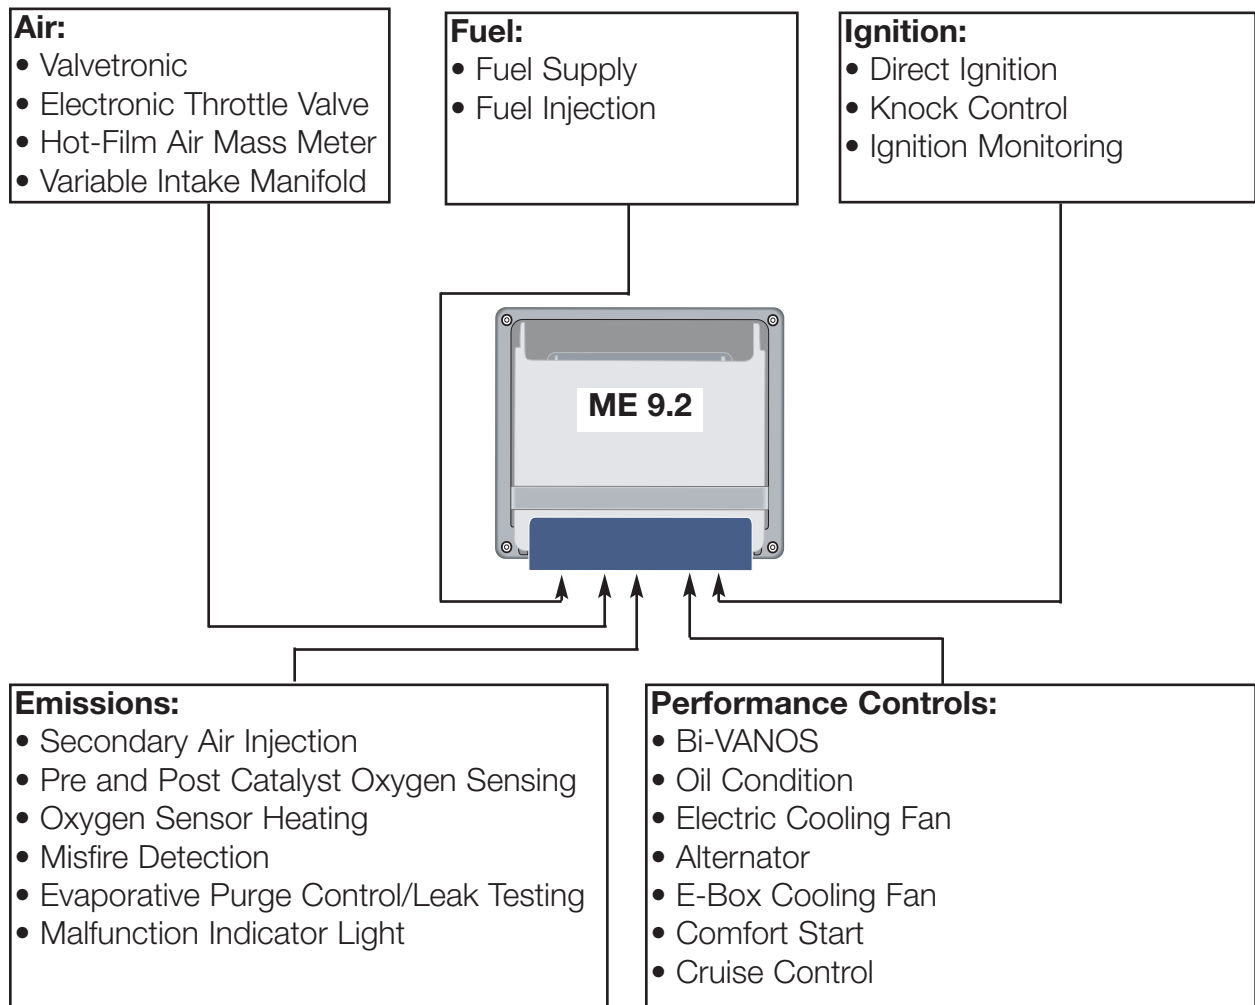 Air:
• Valvetronic
• Electronic Throttle Valve
• Hot-Film Air Mass Meter
• Variable Intake Manifold
Fuel:
• Fuel Supply
• Fuel Injection
Ignition:
• Direct Ignition
• Knock Control
• Ignition Monitoring
ME 9.2
Emissions:
• Secondary Air Injection
• Pre and Post Catalyst Oxygen Sensing
• Oxygen Sensor Heating
• Misfire Detection
• Evaporative Purge Control/Leak Testing
• Malfunction Indicator Light
Performance Controls:
• Bi-VANOS
• Oil Condition
• Electric Cooling Fan
• Alternator
• E-Box Cooling Fan
• Comfort Start
• Cruise Control